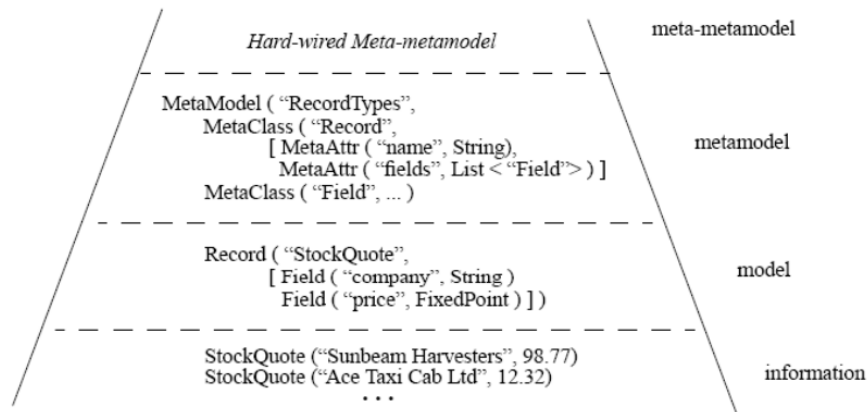 Hard-wired Meta-metamodel
meta-metamodel
MetaModel ( “RecordTypes”,
MetaClass ( “Record”,
[ MetaAttr ( “name”, String),
MetaAttr ( “fields”, List < “Field”> ) ]
MetaClass ( “Field”, ... )
metamodel
Record ( “StockQuote”,
[ Field ( “company”, String )
Field ( “price”, FixedPoint ) ] )
model
StockQuote (“Sunbeam Harvesters”, 98.77)
StockQuote (“Ace Taxi Cab Ltd”, 12.32)
• • •
information